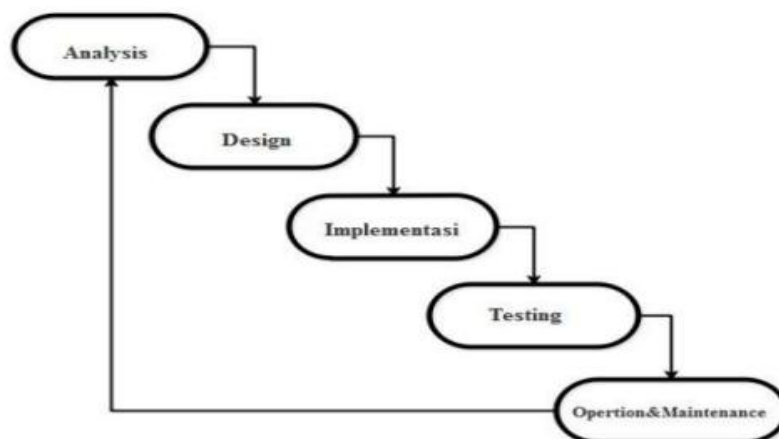 Analysis
Design
Implementasi
Testing
Opertion&Maintenance